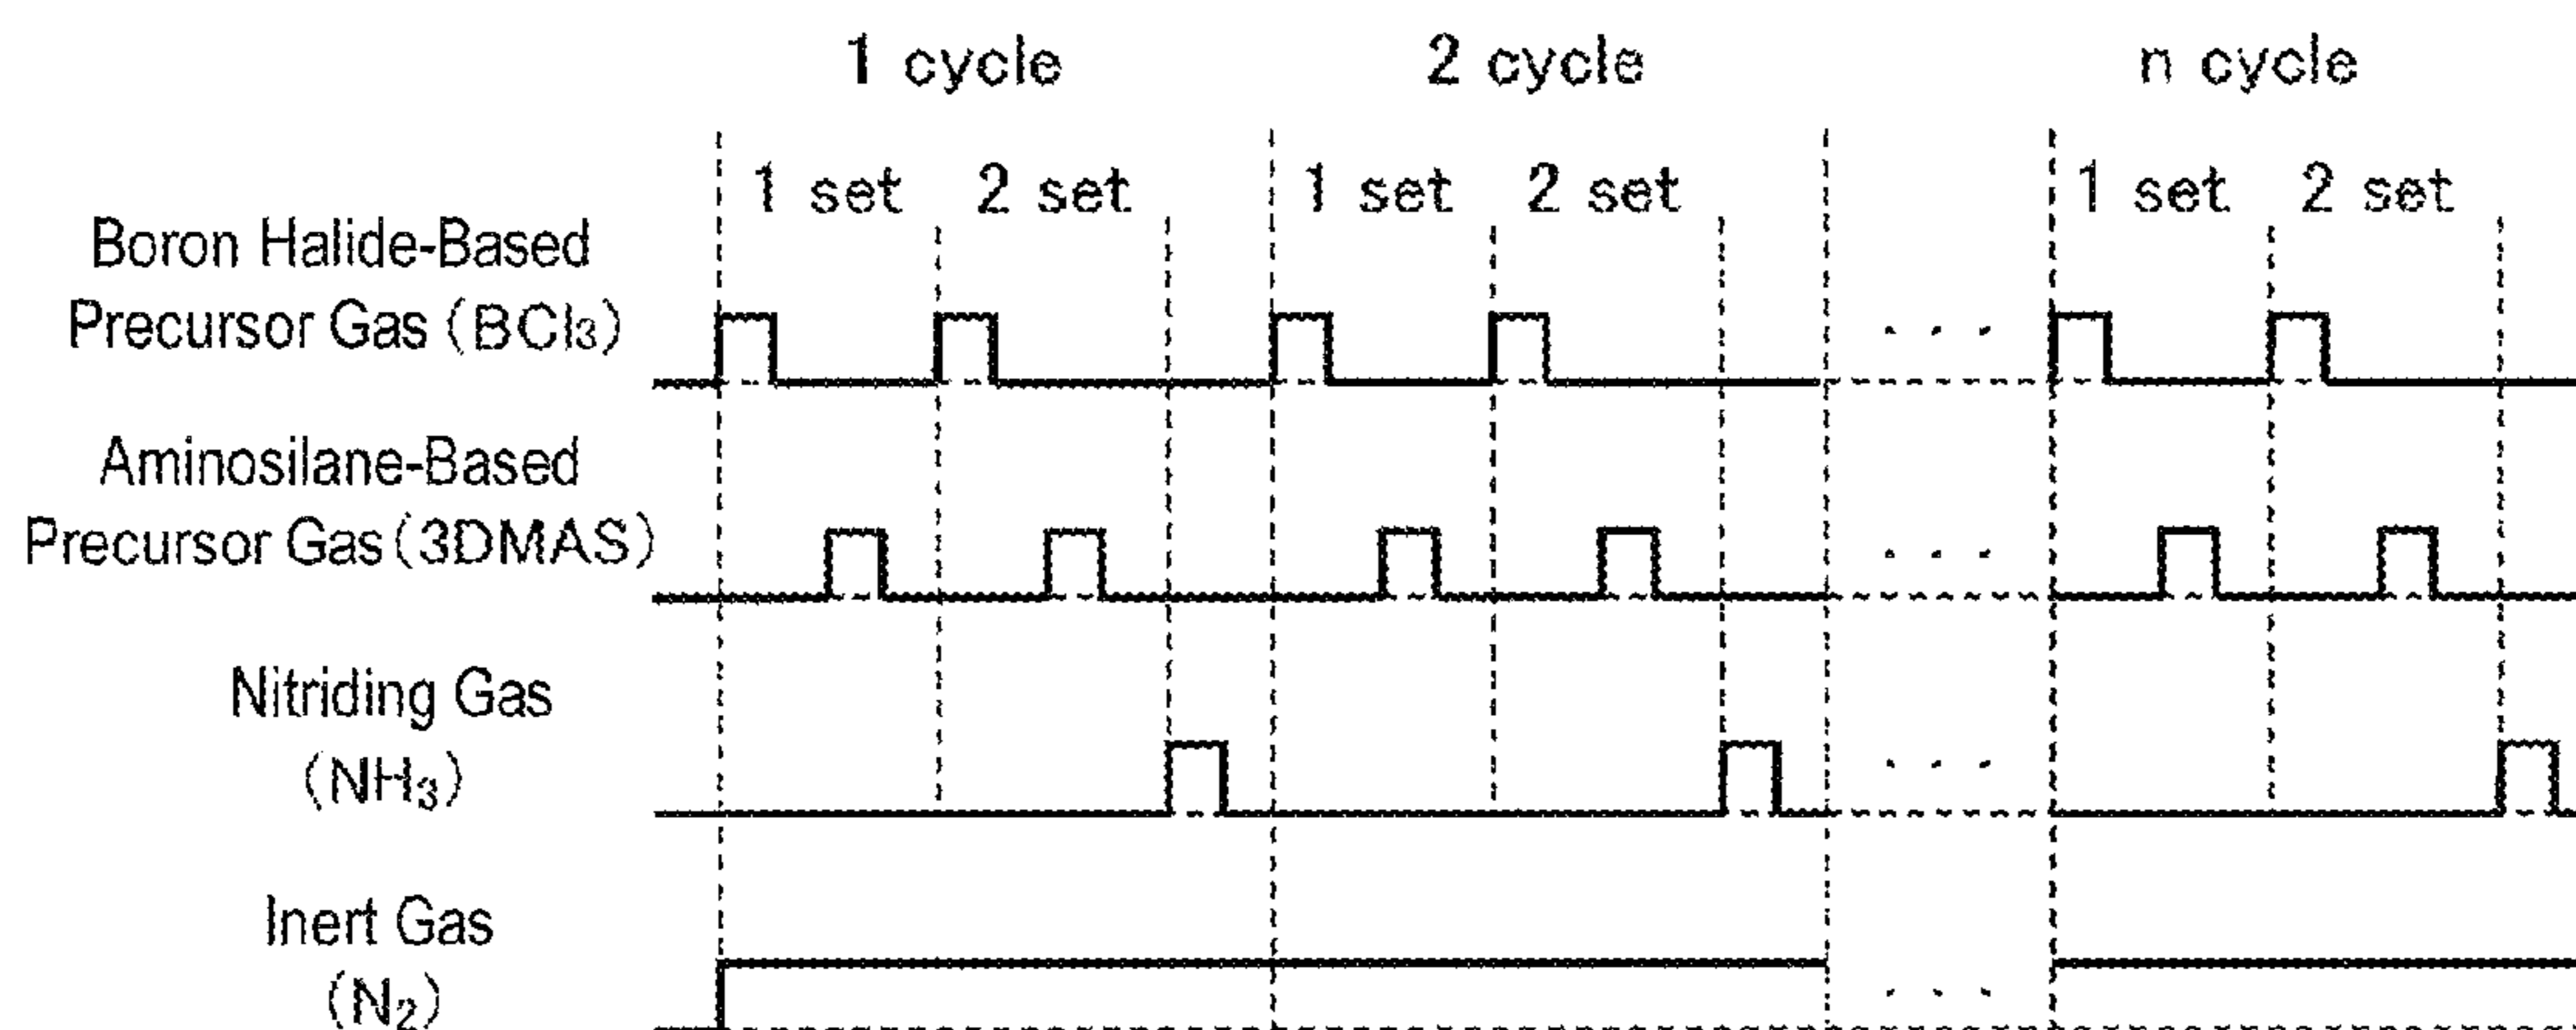 1 cycle 2 cycle n cycle
1 set 2 set 1 set 2 set 1 set 2 set
Boron Halide-Based
Precursor Gas (BCl₃)
. . .
Aminosilane-Based
Precursor Gas (3DMAS)
. . .
Nitriding Gas
(NH₃)
. . .
Inert Gas
(N₂)
. . .